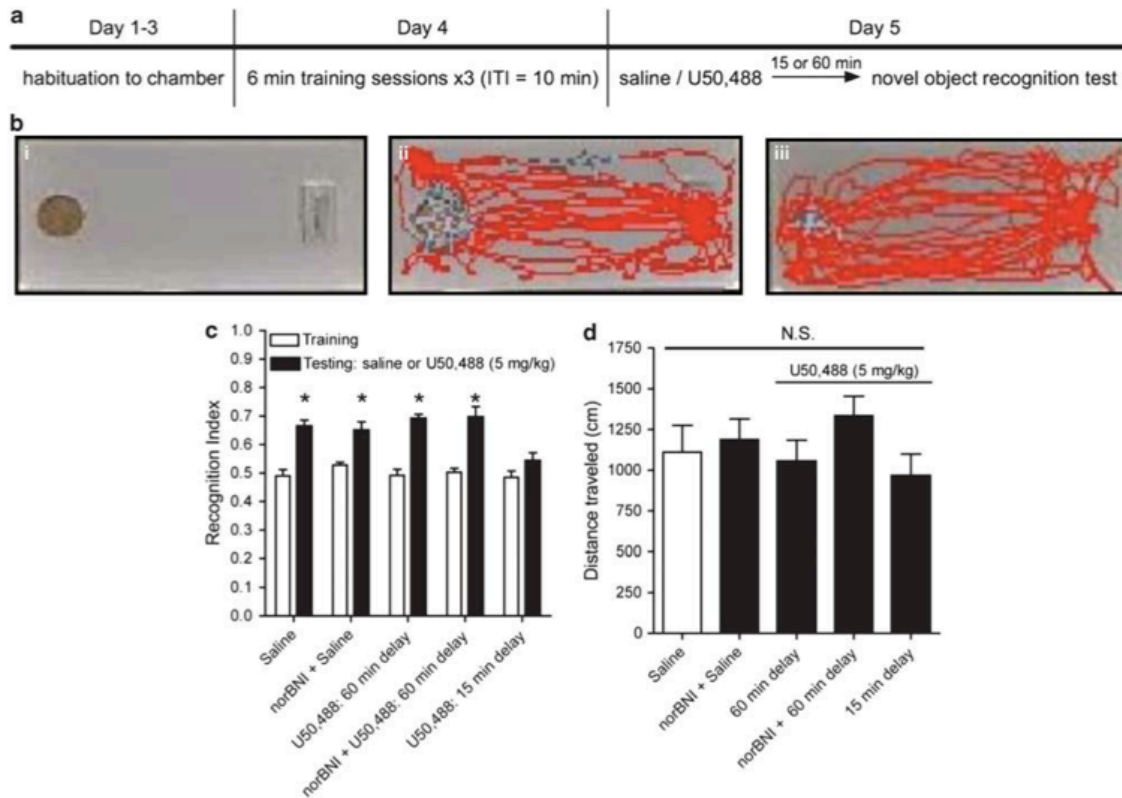 a
Day 1-3 Day 4 Day 5
habituation to chamber 6 min training sessions x3 (ITI = 10 min) saline / U50,488 15 or 60 min novel object recognition test
b
i ii iii
c
1.0
0.9
0.8
0.7
0.6
0.5
0.4
0.3
0.2
0.1
0.0
Recognition Index
Training
Testing: saline or U50,488 (5 mg/kg)
* * * *
Saline
norBNI + Saline
U50,488: 60 min delay
norBNI + U50,488: 60 min delay
U50,488: 15 min delay
d
N.S.
U50,488 (5 mg/kg)
1750
1500
1250
1000
750
500
250
0
Distance traveled (cm)
Saline
norBNI + Saline
60 min delay
norBNI + 60 min delay
15 min delay